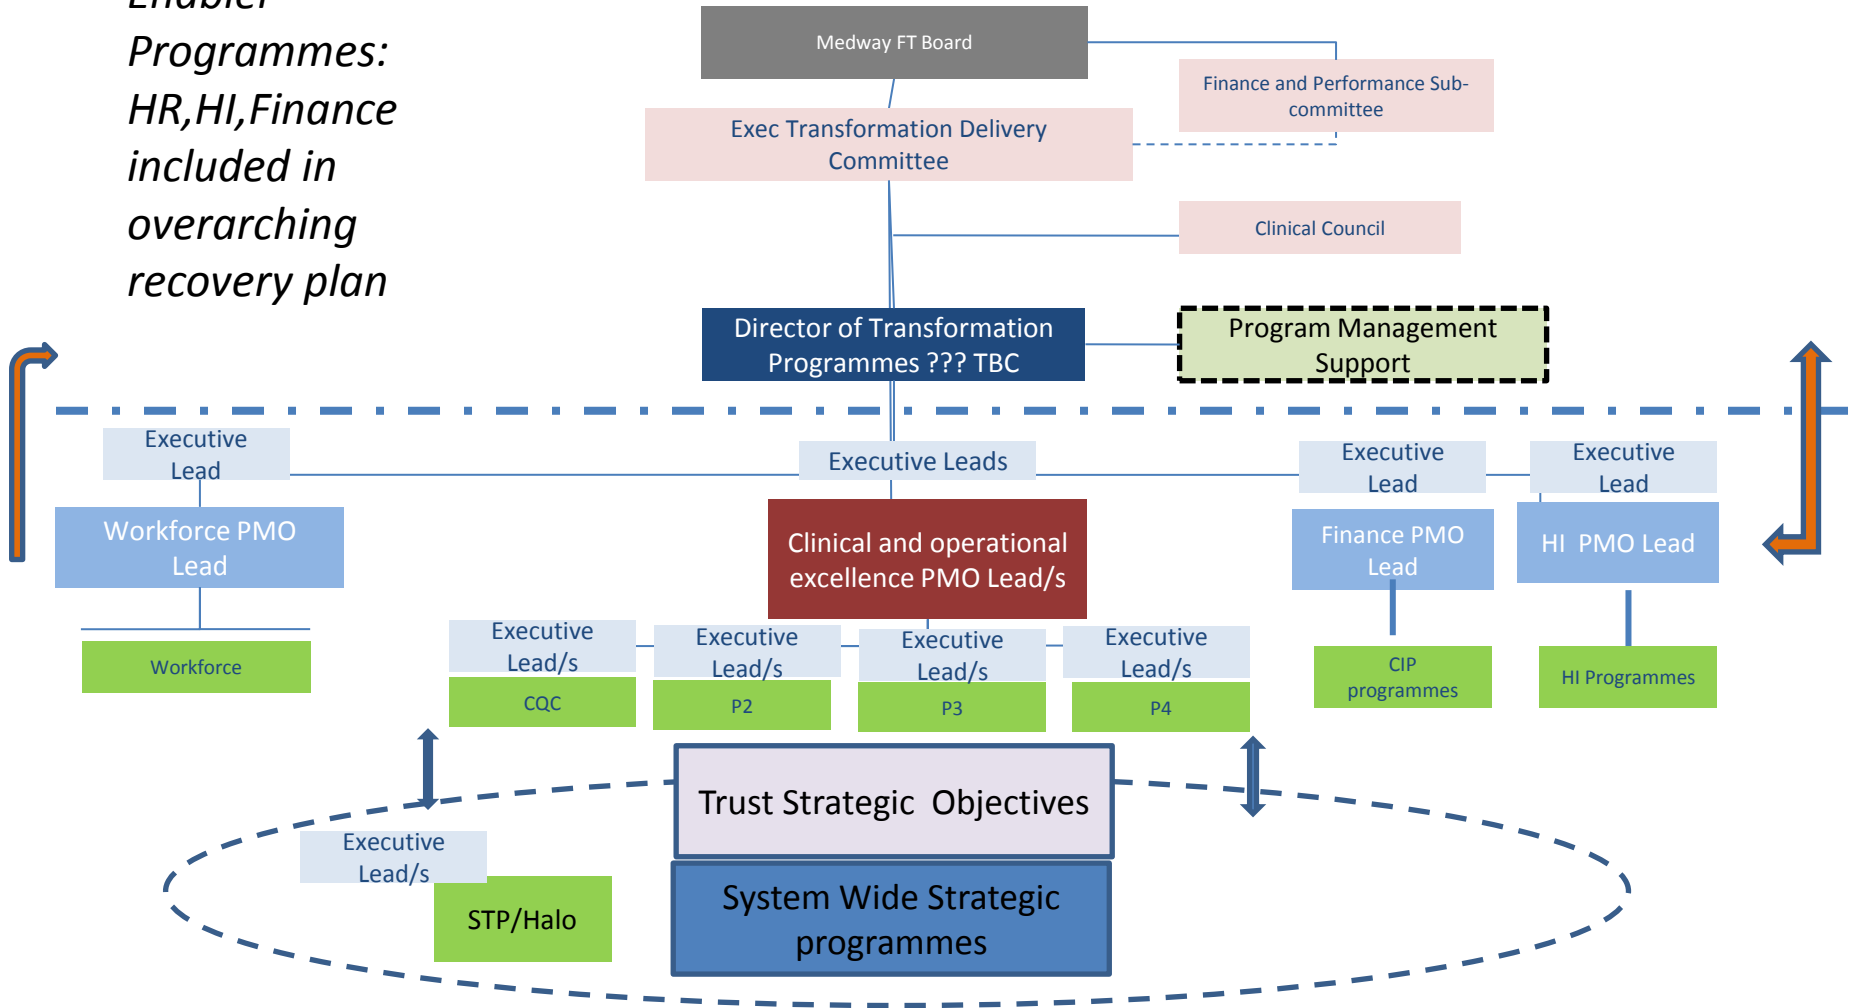 Enabler
Programmes:
HR,HI,Finance
included in
overarching
recovery plan
Medway FT Board
Finance and Performance Sub-
committee
Exec Transformation Delivery
Committee
Clinical Council
Director of Transformation
Programmes ??? TBC
Program Management
Support
Executive
Lead
Executive Leads
Executive
Lead
Executive
Lead
Workforce PMO
Lead
Clinical and operational
excellence PMO Lead/s
Finance PMO
Lead
HI PMO Lead
Executive
Lead/s
Executive
Lead/s
Executive
Lead/s
Executive
Lead/s
Workforce
CQC
P2
P3
P4
CIP
programmes
HI Programmes
Trust Strategic Objectives
Executive
Lead/s
STP/Halo
System Wide Strategic
programmes